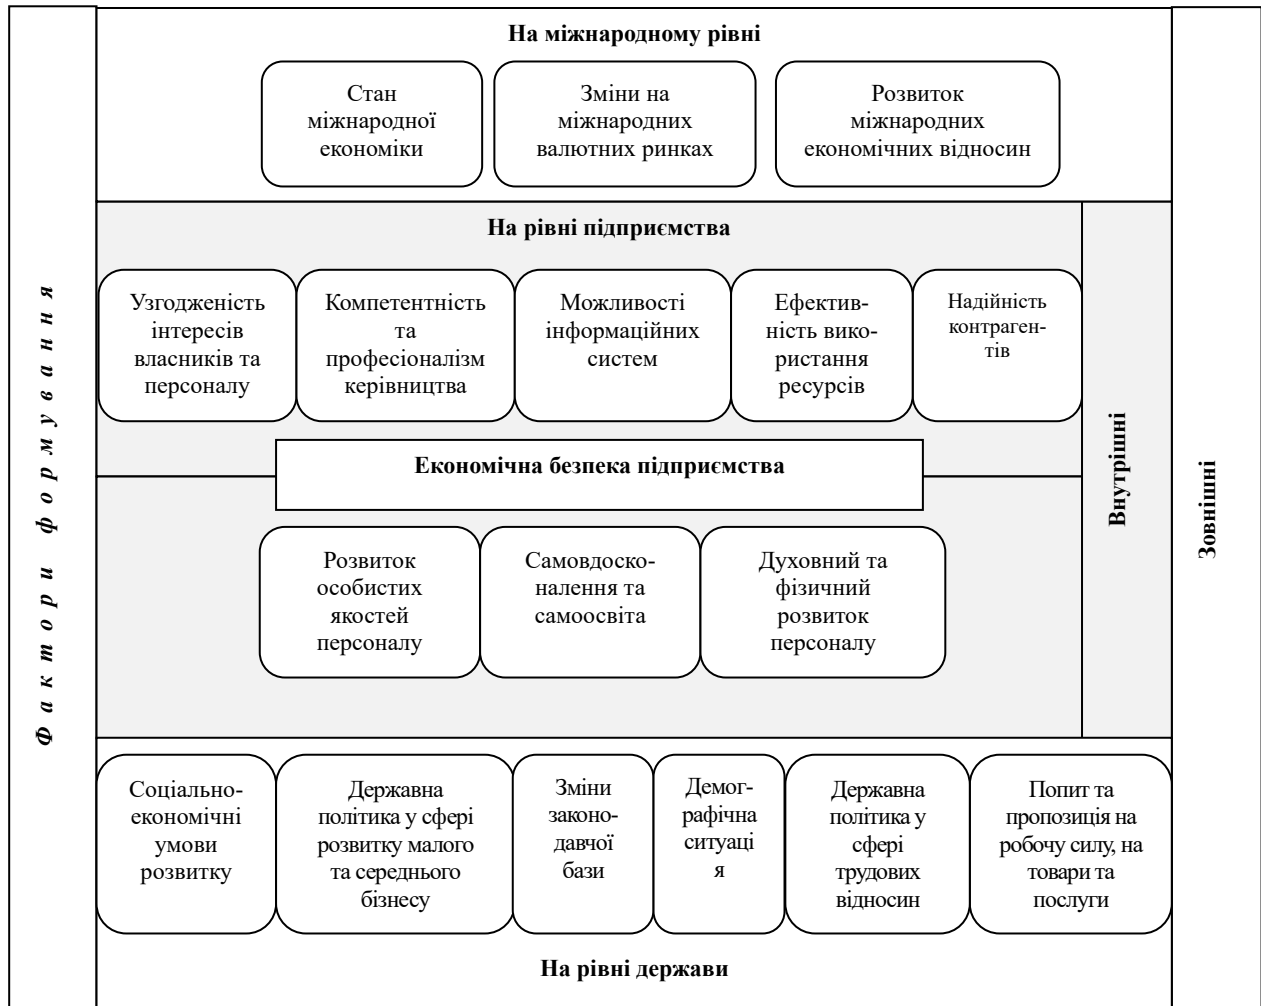 На міжнародному рівні
Стан
міжнародної
економіки
Зміни на
міжнародних
валютних ринках
Розвиток
міжнародних
економічних відносин
На рівні підприємства
Узгодженість
інтересів
власників та
персоналу
Компетентність
та
професіоналізм
керівництва
Можливості
інформаційних
систем
Ефектив-
ність вико-
ристання
ресурсів
Надійність
контраген-
тів
Економічна безпека підприємства
Розвиток
особистих
якостей
персоналу
Самовдоско-
налення та
самоосвіта
Духовний та
фізичний
розвиток
персоналу
Соціально-
економічні
умови
розвитку
Державна
політика у сфері
розвитку малого
та середнього
бізнесу
Зміни
законо-
давчої
бази
Демог-
рафічна
ситуаці
я
Державна
політика у
сфері
трудових
відносин
Попит та
пропозиція на
робочу силу, на
товари та
послуги
На рівні держави
Фактори формування
Внутрішні
Зовнішні